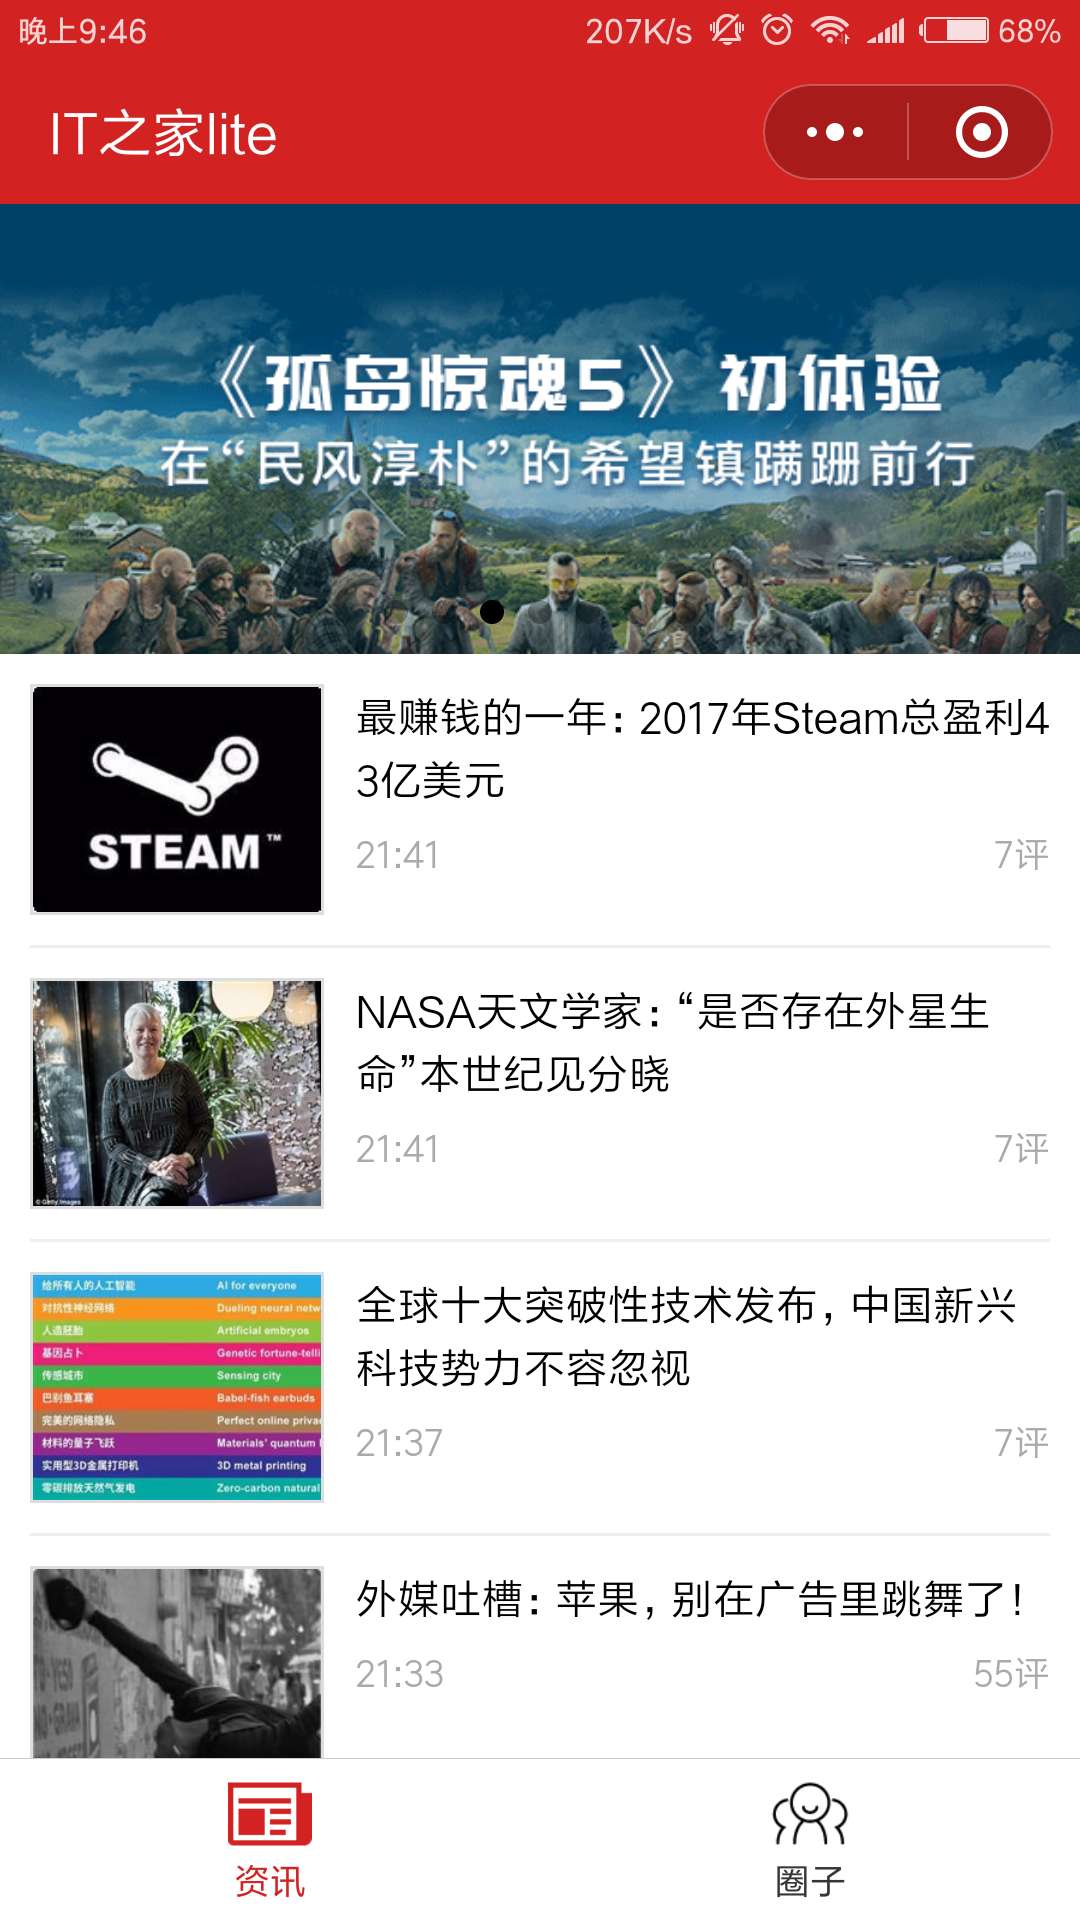 晚上9:46
207K/s
68%
IT之家lite
《孤岛惊魂5》初体验
在“民风淳朴”的希望镇蹒跚前行
STEAM™
最赚钱的一年：2017年Steam总盈利4
3亿美元
21:41
7评
© Getty Images
NASA天文学家：“是否存在外星生
命”本世纪见分晓
21:41
7评
给所有人的人工智能 AI for everyone
对抗性神经网络 Dueling neural netw
人造胚胎 Artificial embryos
基因占卜 Genetic fortune-telli
传感城市 Sensing city
巴别鱼耳塞 Babel-fish earbuds
完美的网络隐私 Perfect online priva
材料的量子飞跃 Materials' quantum
实用型3D金属打印机 3D metal printing
零碳排放天然气发电 Zero-carbon natural
全球十大突破性技术发布，中国新兴
科技势力不容忽视
21:37
7评
外媒吐槽：苹果，别在广告里跳舞了！
21:33
55评
资讯
圈子